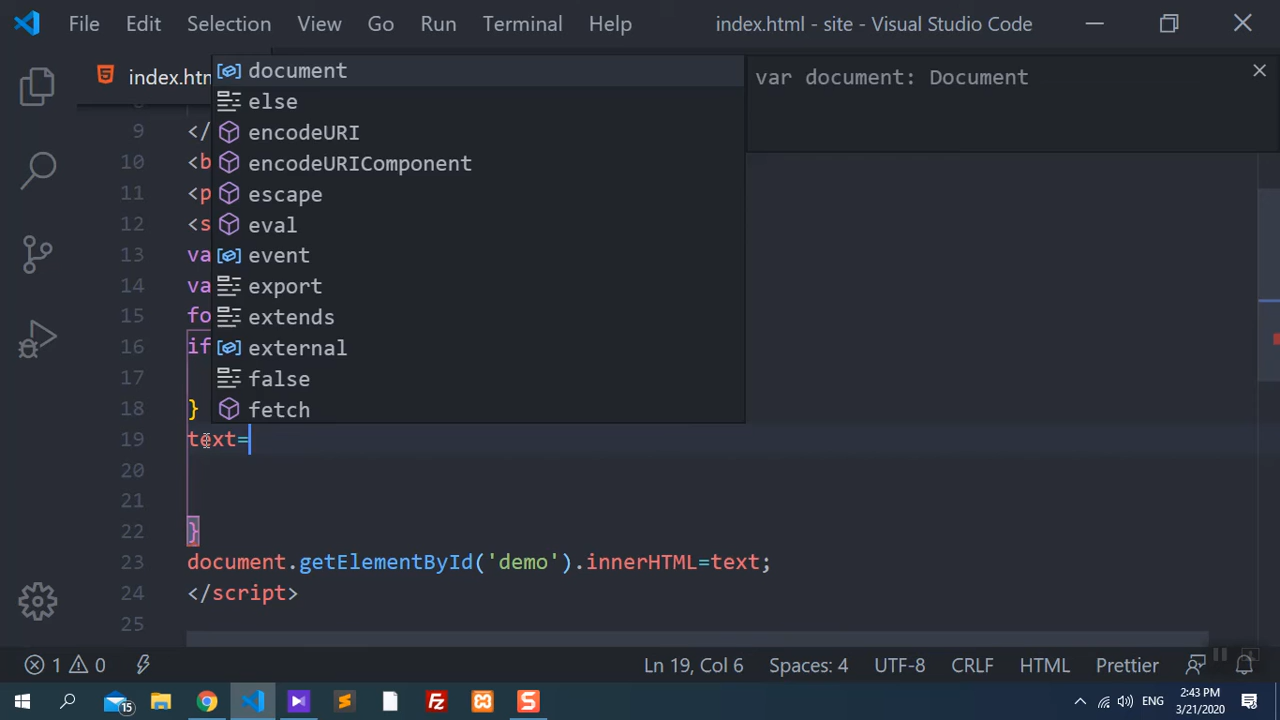 File Edit Selection View Go Run Terminal Help index.html - site - Visual Studio Code
index.htm
document
var document: Document
else
encodeURI
encodeURIComponent
escape
eval
event
export
extends
external
false
fetch
9 </
10 <b
11 <p
12 <s
13 va
14 va
15 fo
16 if
17
18 }
19 text=
20
21
22 }
23 document.getElementById('demo').innerHTML=text;
24 </script>
25
1 0 Ln 19, Col 6 Spaces: 4 UTF-8 CRLF HTML Prettier
15 ENG 2:43 PM
3/21/2020